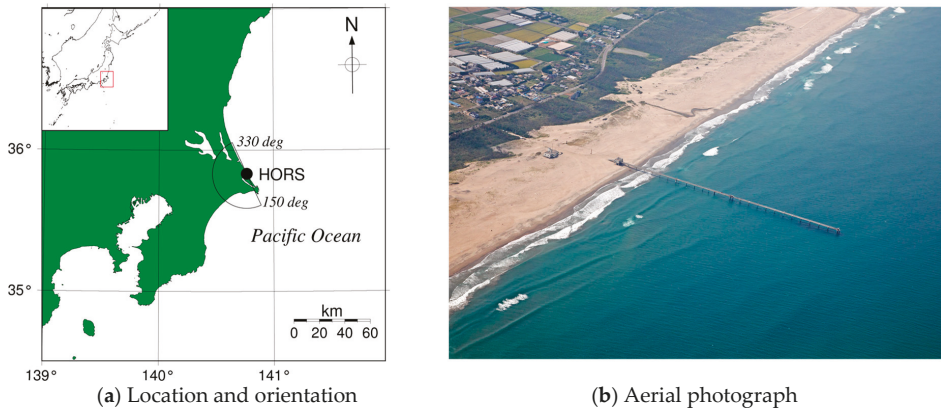 N
36°
330 deg
HORS
150 deg
Pacific Ocean
35°
km
0 20 40 60
139° 140° 141°
(a) Location and orientation
(b) Aerial photograph